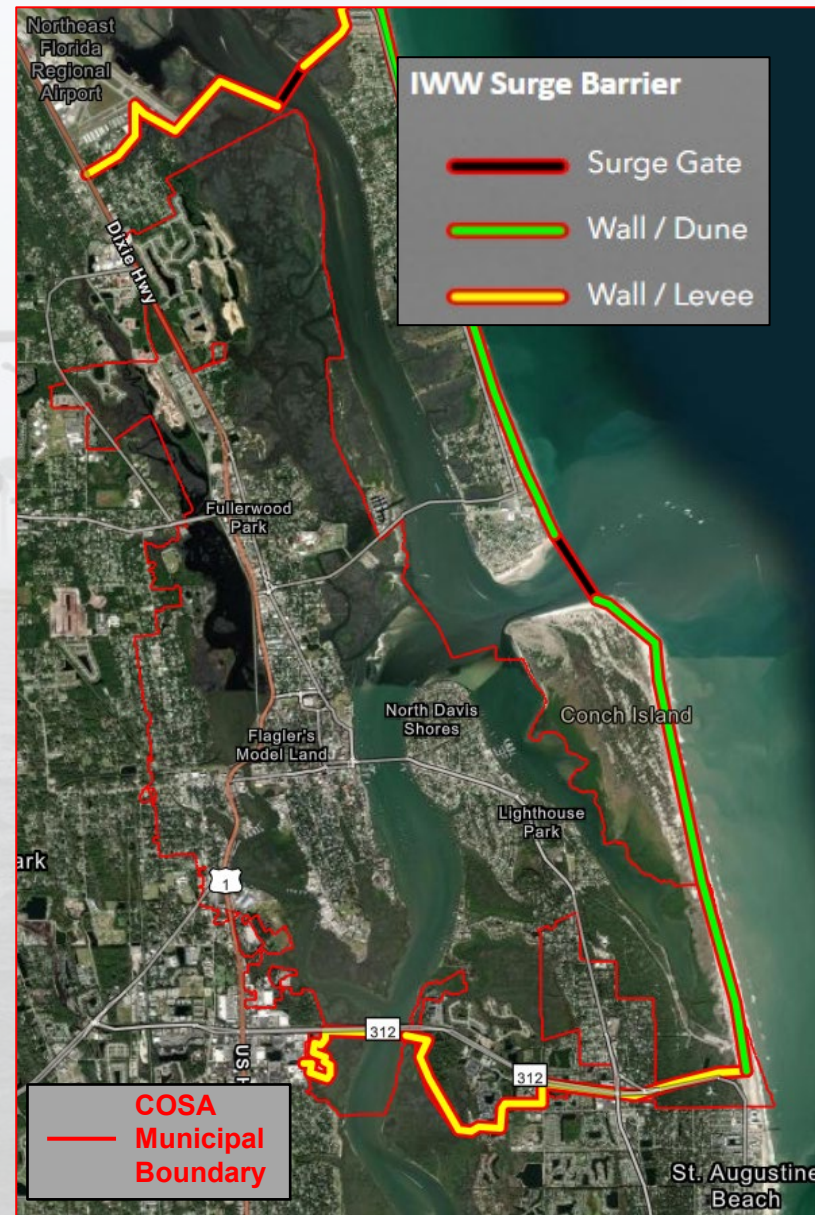 Northeast
Florida
Regional
Airport
IWW Surge Barrier
Surge Gate
Wall / Dune
Wall / Levee
Dixie Hwy
Fullerwood
Park
North Davis
Shores
Conch Island
Flagler's
Model Land
Lighthouse
Park
ark
1
312
312
US H
COSA
Municipal
Boundary
St. Augustine
Beach